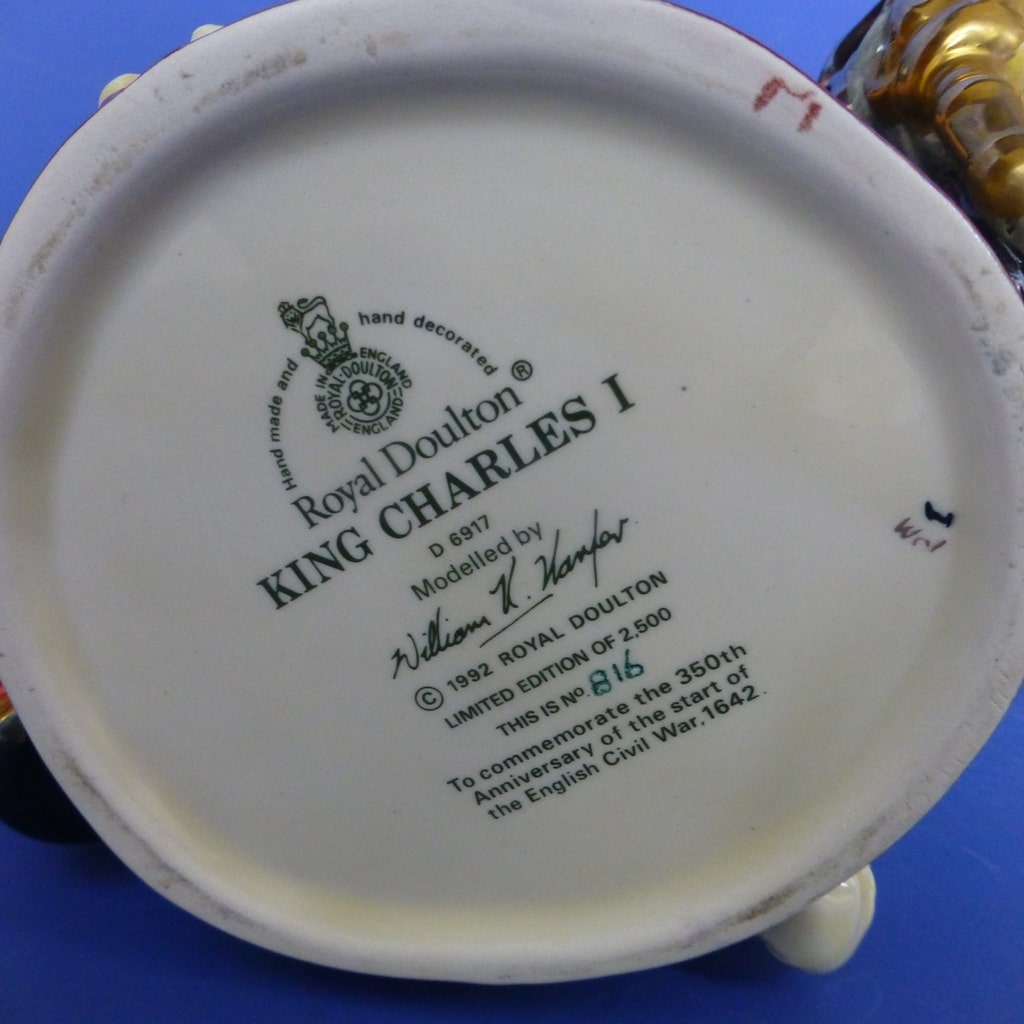 Hand made and hand decorated
MADE IN ENGLAND
ROYAL·DOULTON
ENGLAND
Royal Doulton ®
KING CHARLES I
D 6917
Modelled by
William K. Harper
© 1992 ROYAL DOULTON
LIMITED EDITION OF 2,500
THIS IS NO. 816
To commemorate the 350th
Anniversary of the start of
the English Civil War. 1642.